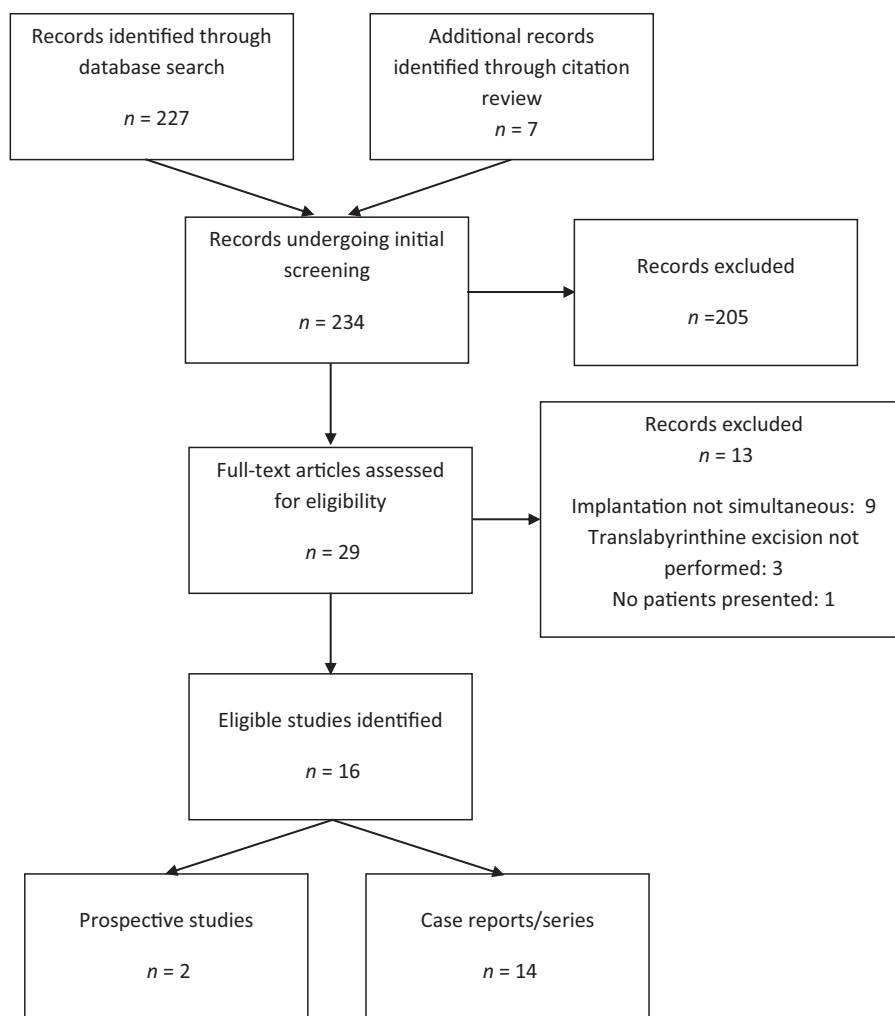 Records identified through
database search
n = 227
Additional records
identified through citation
review
n = 7
Records undergoing initial
screening
n = 234
Records excluded
n =205
Full-text articles assessed
for eligibility
n = 29
Records excluded
n = 13
Implantation not simultaneous: 9
Translabyrinthine excision not
performed: 3
No patients presented: 1
Eligible studies identified
n = 16
Prospective studies
n = 2
Case reports/series
n = 14